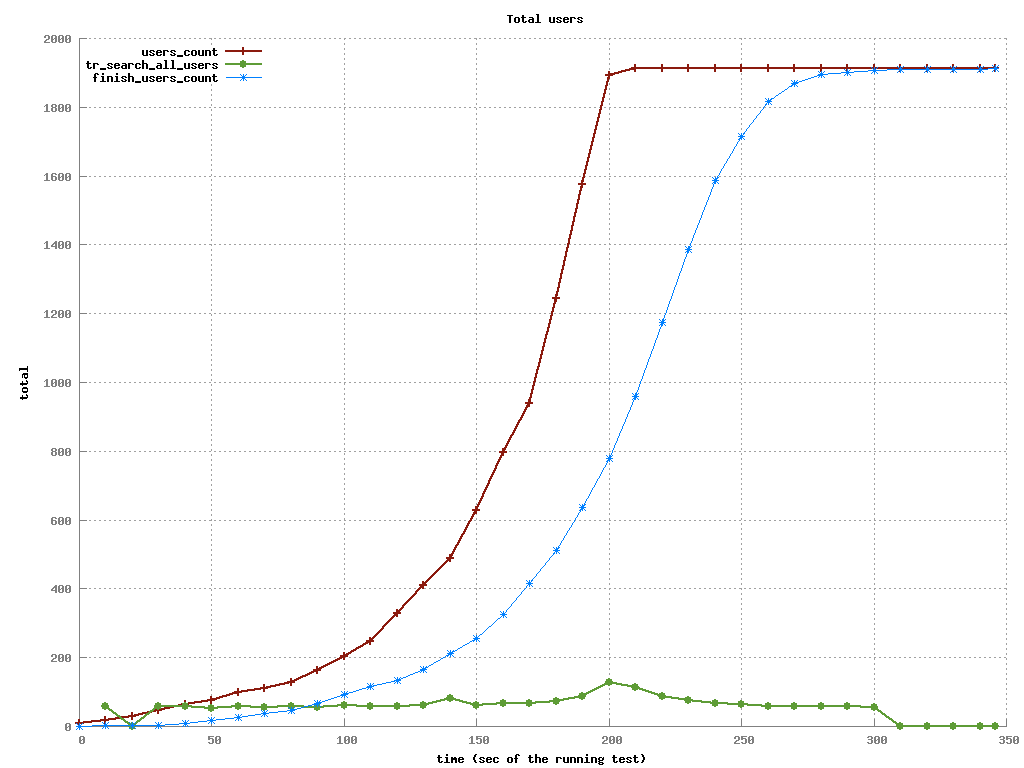 Total users
users_count
tr_search_all_users
finish_users_count
2000
1800
1600
1400
1200
1000
800
600
400
200
0
total
0 50 100 150 200 250 300 350
time (sec of the running test)